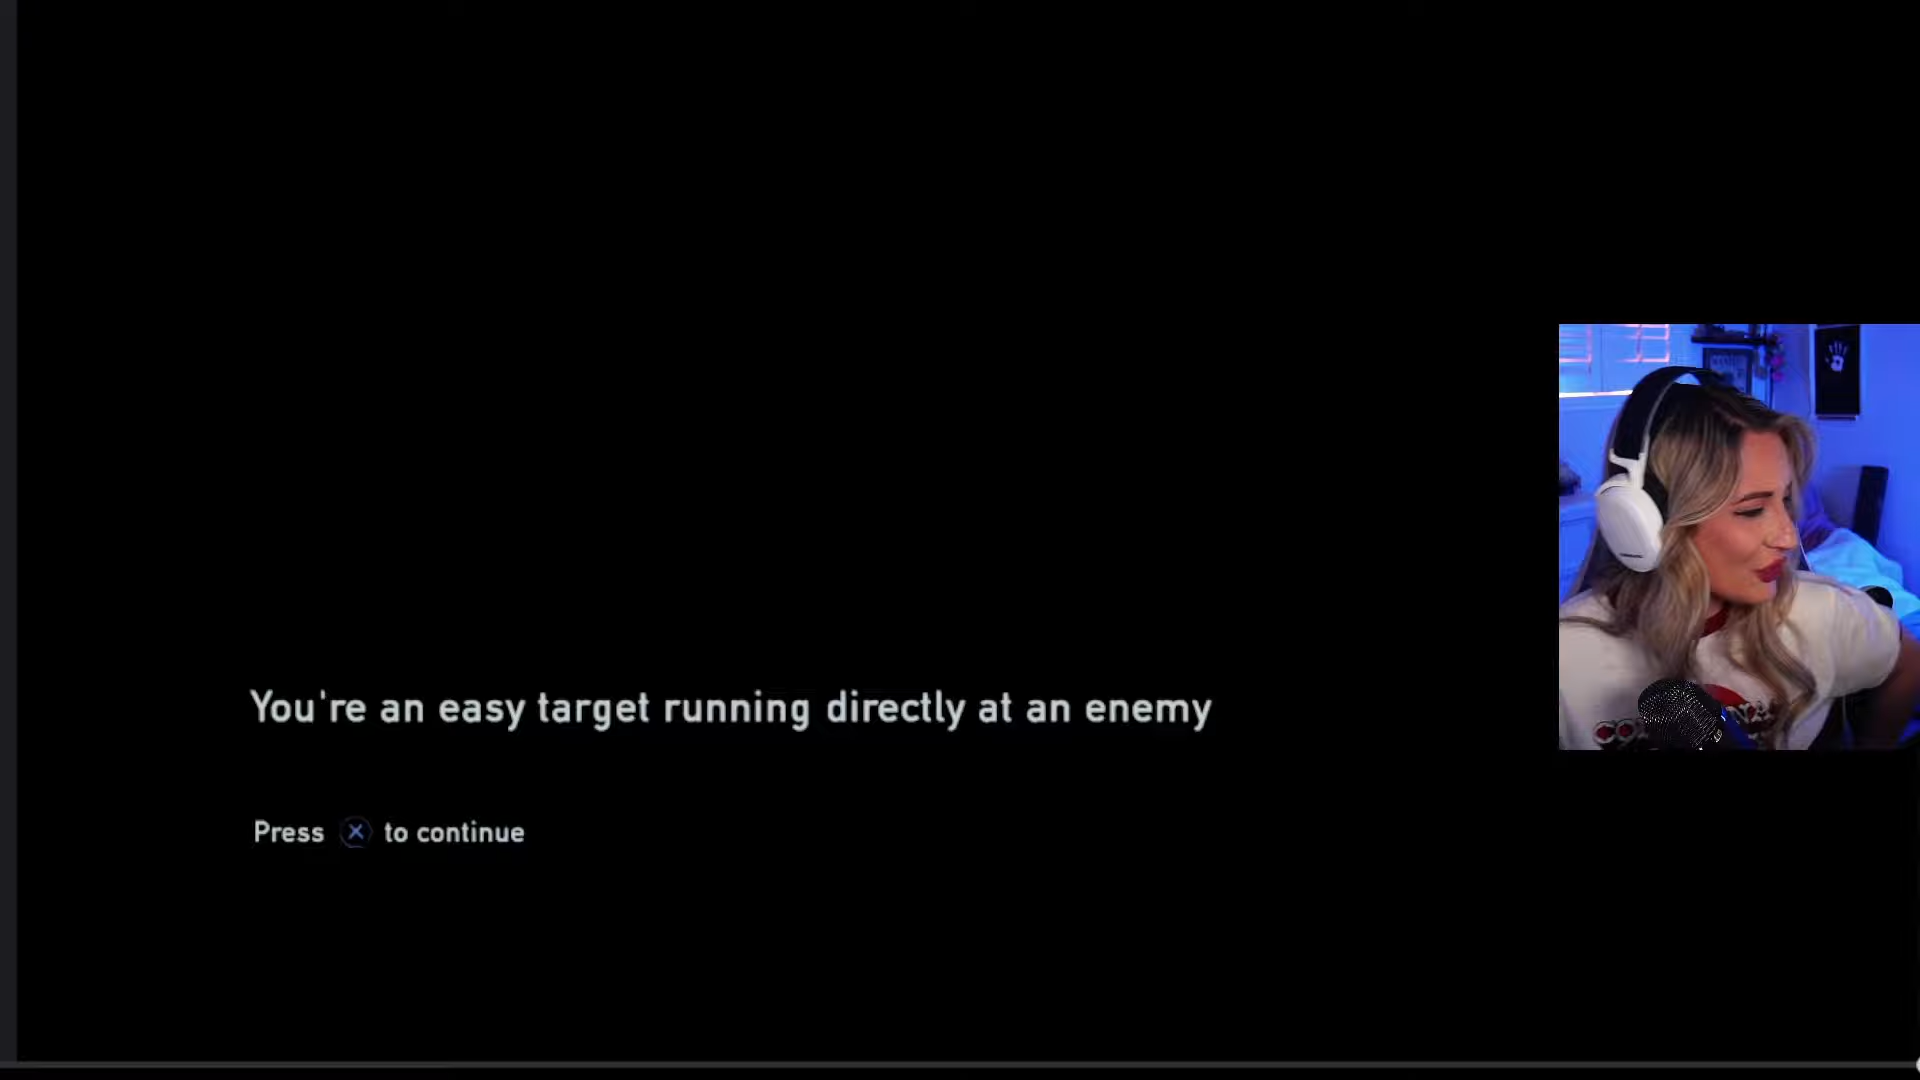 You're an easy target running directly at an enemy
Press ✕ to continue